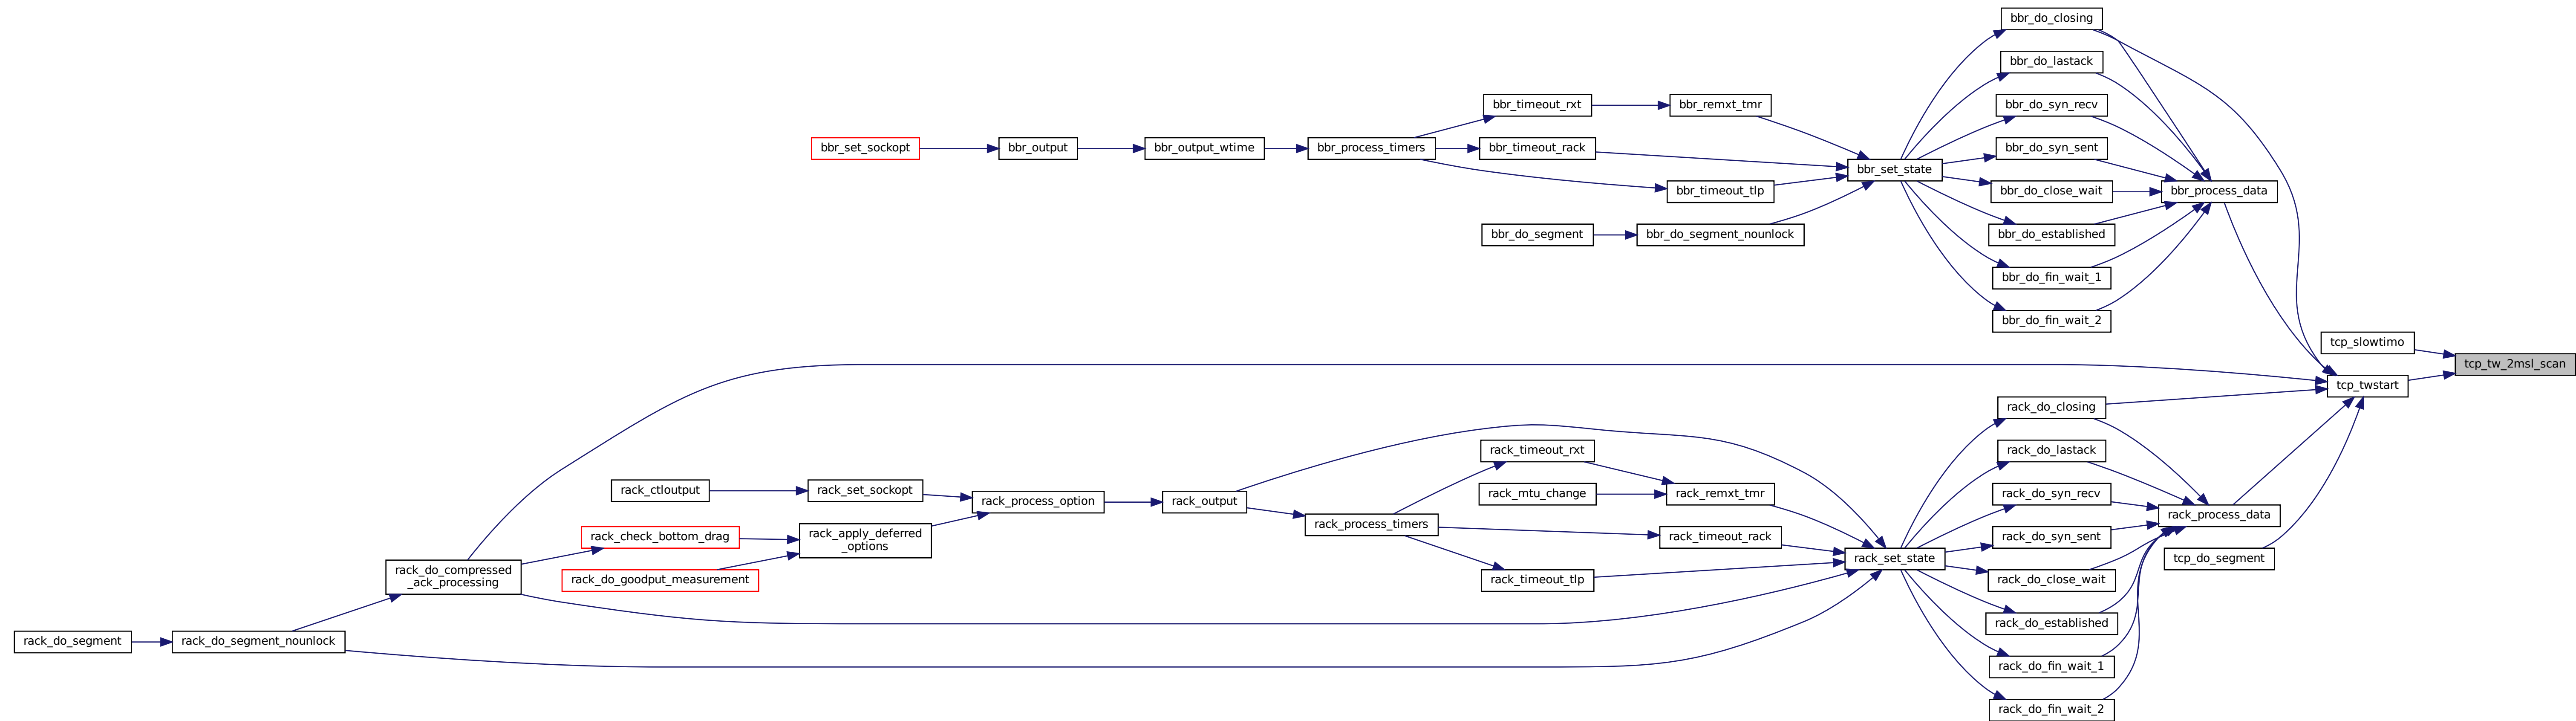 bbr_do_closing
bbr_do_lastack
bbr_timeout_rxt
bbr_remxt_tmr
bbr_do_syn_recv
bbr_set_sockopt
bbr_output
bbr_output_wtime
bbr_process_timers
bbr_timeout_rack
bbr_do_syn_sent
bbr_set_state
bbr_timeout_tlp
bbr_do_close_wait
bbr_process_data
bbr_do_segment
bbr_do_segment_nounlock
bbr_do_established
bbr_do_fin_wait_1
bbr_do_fin_wait_2
tcp_slowtimo
tcp_tw_2msl_scan
tcp_twstart
rack_do_closing
rack_timeout_rxt
rack_do_lastack
rack_ctloutput
rack_set_sockopt
rack_process_option
rack_output
rack_mtu_change
rack_remxt_tmr
rack_do_syn_recv
rack_process_data
rack_process_timers
rack_check_bottom_drag
rack_apply_deferred
_options
rack_timeout_rack
rack_do_syn_sent
rack_set_state
tcp_do_segment
rack_do_compressed
_ack_processing
rack_do_goodput_measurement
rack_timeout_tlp
rack_do_close_wait
rack_do_established
rack_do_segment
rack_do_segment_nounlock
rack_do_fin_wait_1
rack_do_fin_wait_2